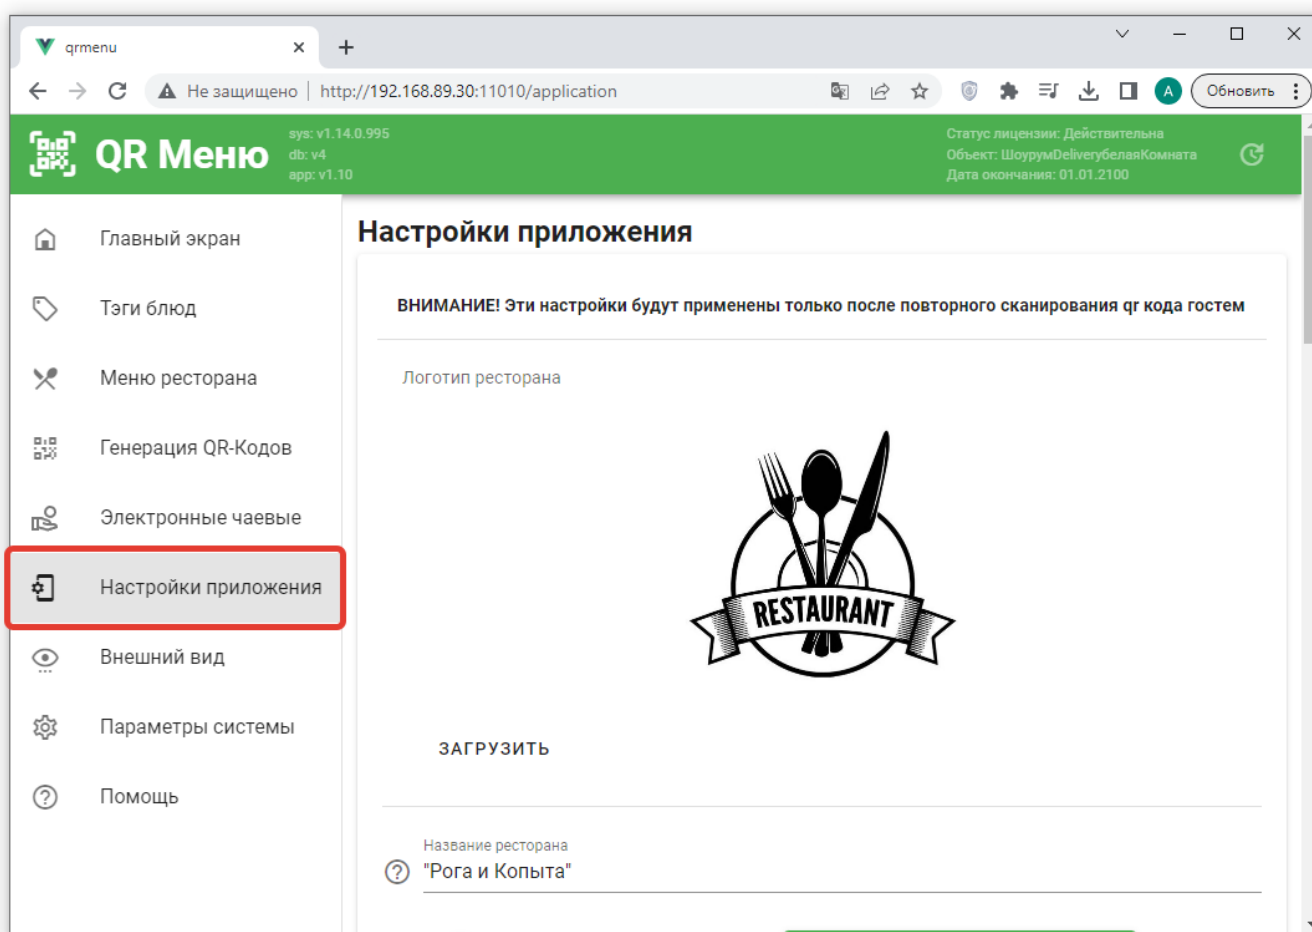 qrmenu
Не защищено
http://192.168.89.30:11010/application
Обновить
A
QR Меню
sys: v1.14.0.995
db: v4
app: v1.10
Статус лицензии: Действительна
Объект: ШоурумDeliveryбелаяКомната
Дата окончания: 01.01.2100
Главный экран
Тэги блюд
Меню ресторана
Генерация QR-Кодов
Электронные чаевые
Настройки приложения
Внешний вид
Параметры системы
Помощь
Настройки приложения
ВНИМАНИЕ! Эти настройки будут применены только после повторного сканирования qr кода гостем
Логотип ресторана
RESTAURANT
ЗАГРУЗИТЬ
Название ресторана
"Рога и Копыта"